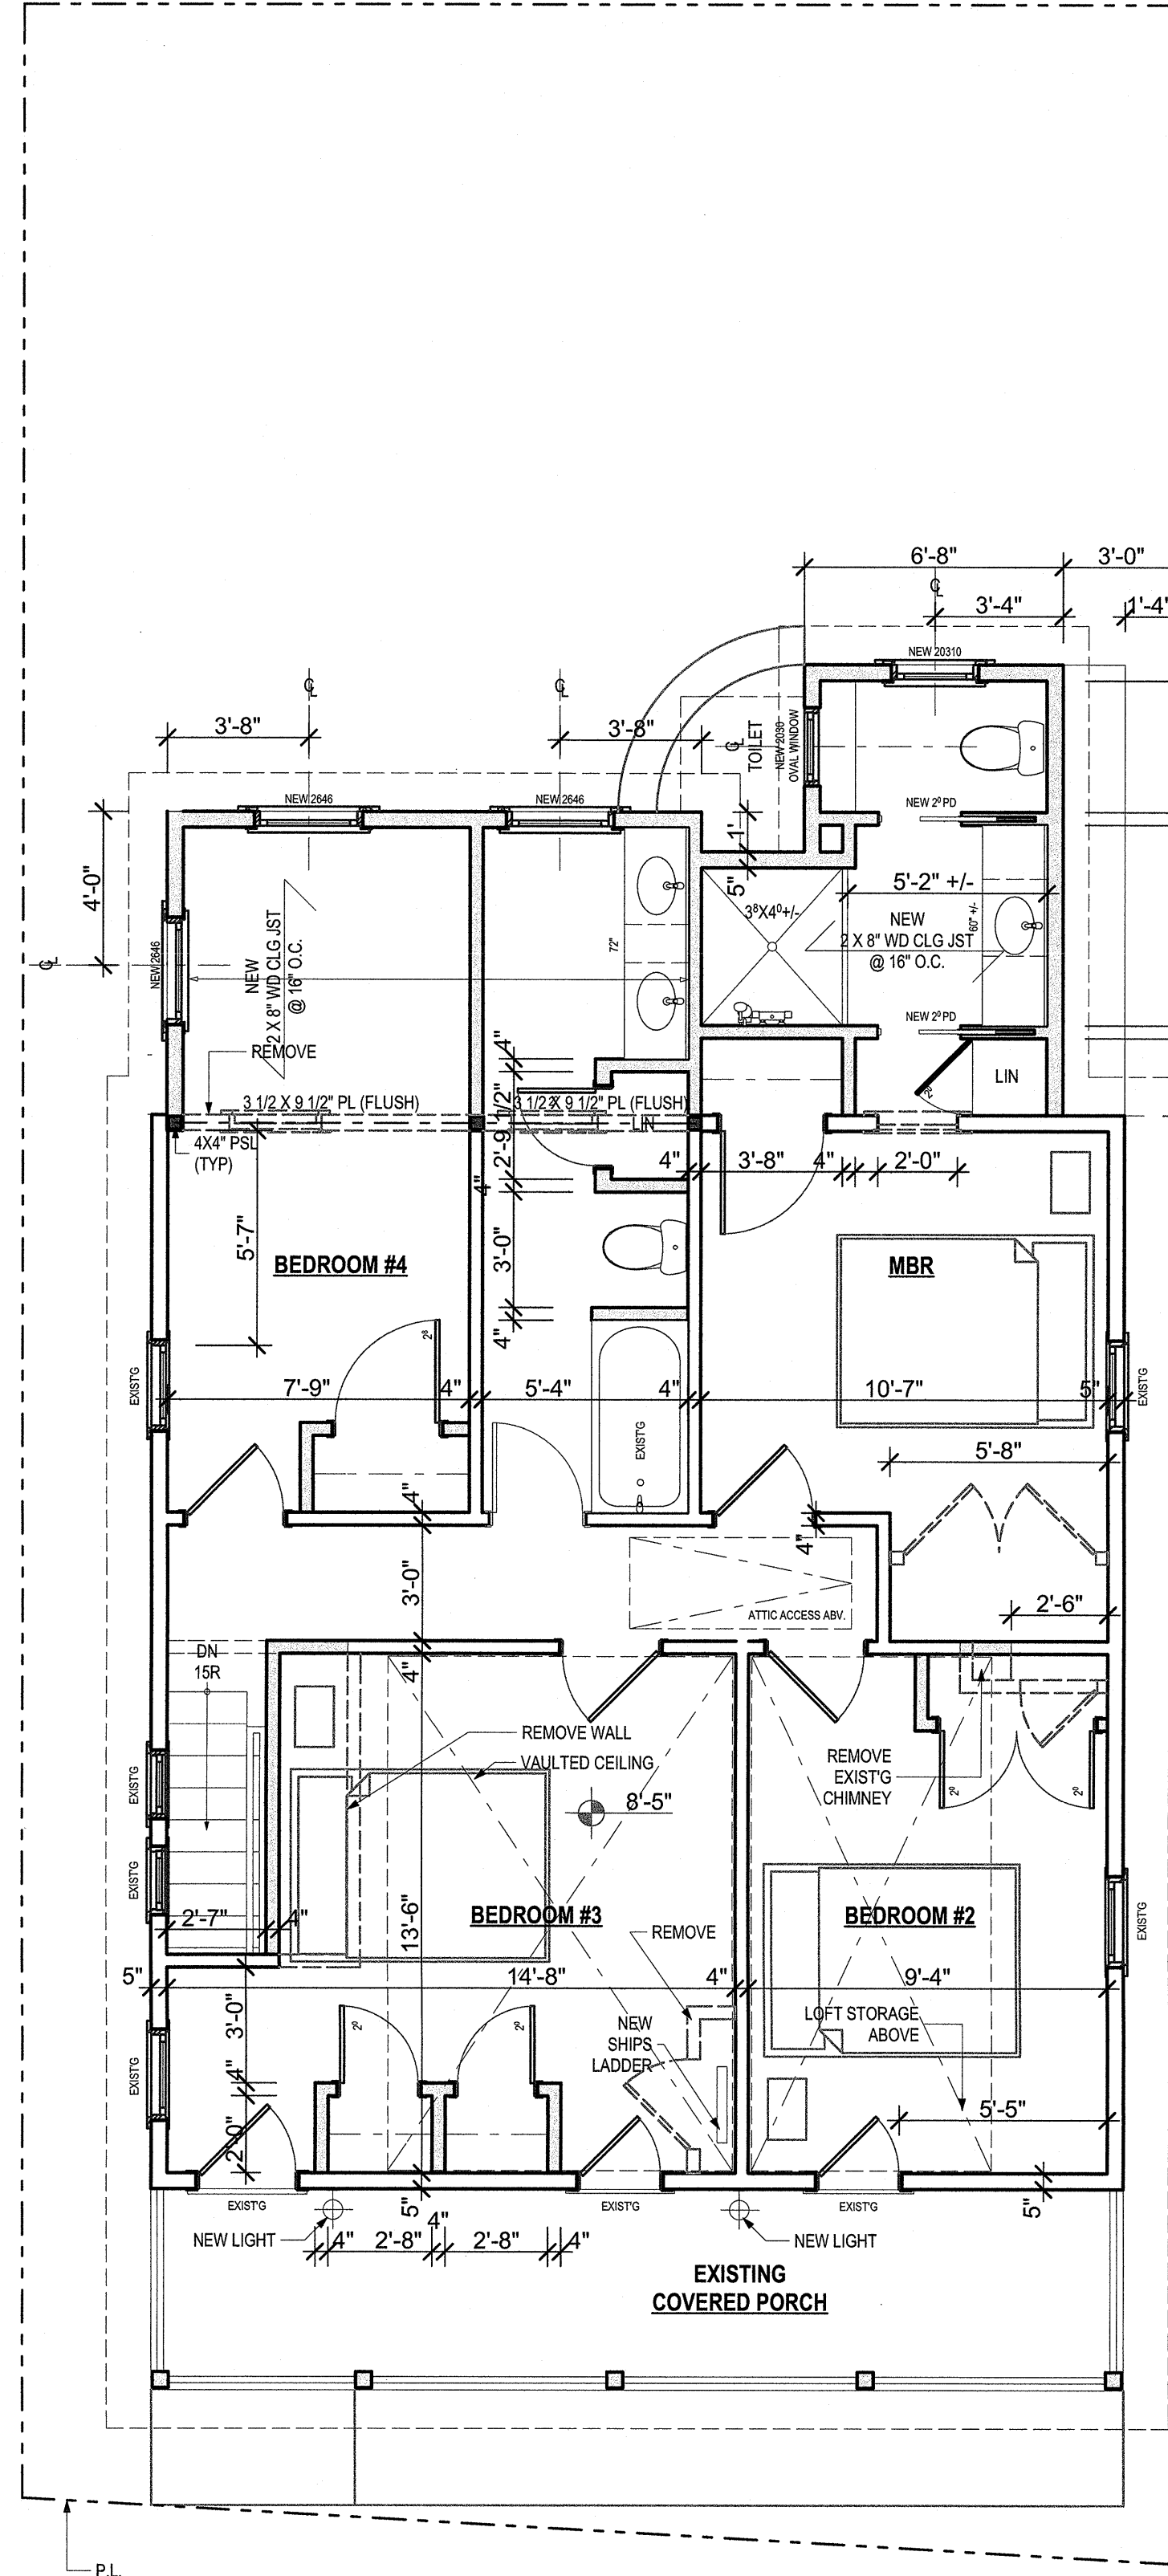 6'-8"
3'-0"
℄
3'-4"
1'-4"
NEW 20310
℄
℄
3'-8"
3'-8"
℄
TOILET
NEW 2030
OVAL WINDOW
NEW 2646
NEW 2646
NEW 2⁰ PD
1'
4'-0"
5"
5'-2" +/-
3⁸X4⁰+/-
NEW
2 X 8" WD CLG JST
@ 16" O.C.
60" +/-
72"
NEW
2 X 8" WD CLG JST
@ 16" O.C.
NEW 2646
℄
NEW 2⁰ PD
REMOVE
4"
LIN
2⁰
3 1/2 X 9 1/2" PL (FLUSH)
3 1/2 X 9 1/2" PL (FLUSH)
LIN
4X4" PSL
(TYP)
2'-9 1/2"
4"
4"
3'-8"
4"
2'-0"
5'-7"
3'-0"
BEDROOM #4
MBR
4"
2⁸
EXIST'G
7'-9"
4"
5'-4"
4"
10'-7"
5"
EXIST'G
EXIST'G
5'-8"
4"
4"
3'-0"
ATTIC ACCESS ABV.
2'-6"
DN
15R
4"
REMOVE WALL
VAULTED CEILING
REMOVE
EXIST'G
CHIMNEY
2⁰
2⁰
EXIST'G
8'-5"
EXIST'G
13'-6"
BEDROOM #3
BEDROOM #2
EXIST'G
2'-7"
4"
REMOVE
5"
14'-8"
4"
9'-4"
3'-0"
2⁰
2⁰
NEW
SHIPS
LADDER
LOFT STORAGE
ABOVE
EXIST'G
4"
2'-0"
5'-5"
EXIST'G
EXIST'G
EXIST'G
5"
5"
NEW LIGHT
4"
4"
2'-8"
2'-8"
4"
NEW LIGHT
EXISTING
COVERED PORCH
P.L.